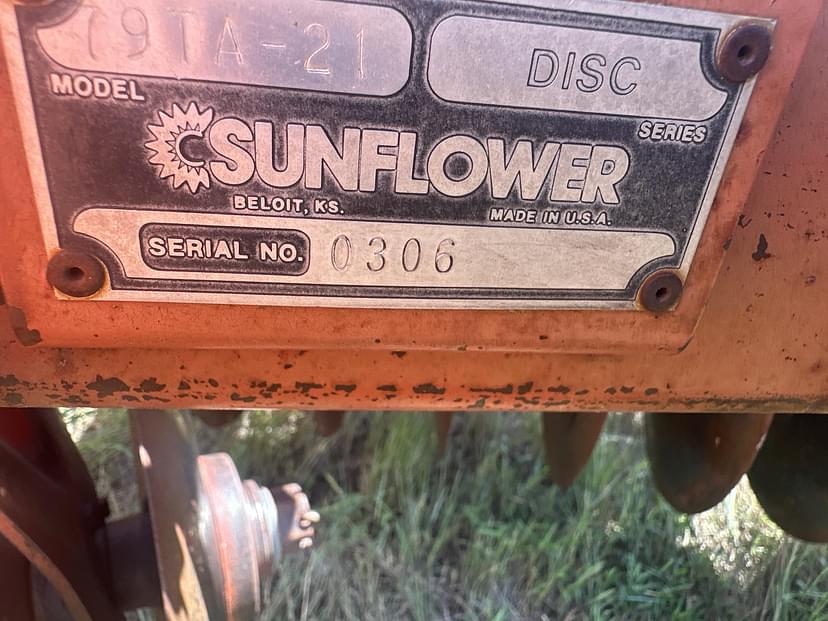 79TA-21
DISC
MODEL
SERIES
SUNFLOWER
BELOIT, KS.
MADE IN U.S.A.
SERIAL NO. 0306